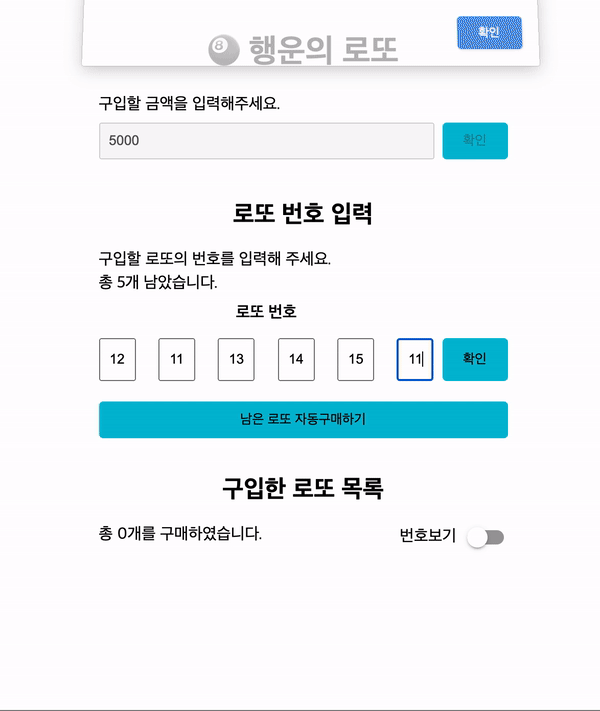 확인
8 행운의 로또
구입할 금액을 입력해주세요.
5000 확인
로또 번호 입력
구입할 로또의 번호를 입력해 주세요.
총 5개 남았습니다.
로또 번호
12 11 13 14 15 11 확인
남은 로또 자동구매하기
구입한 로또 목록
총 0개를 구매하였습니다. 번호보기